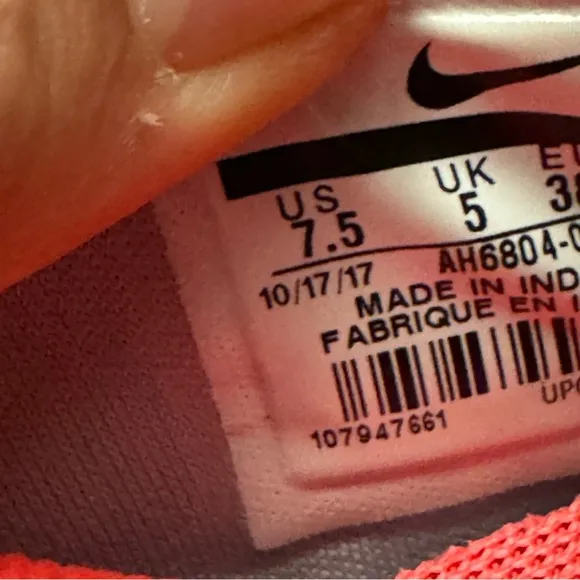 US UK
7.5 5
10/17/17 AH6804-
MADE IN
FABRIQUE EN
107947661